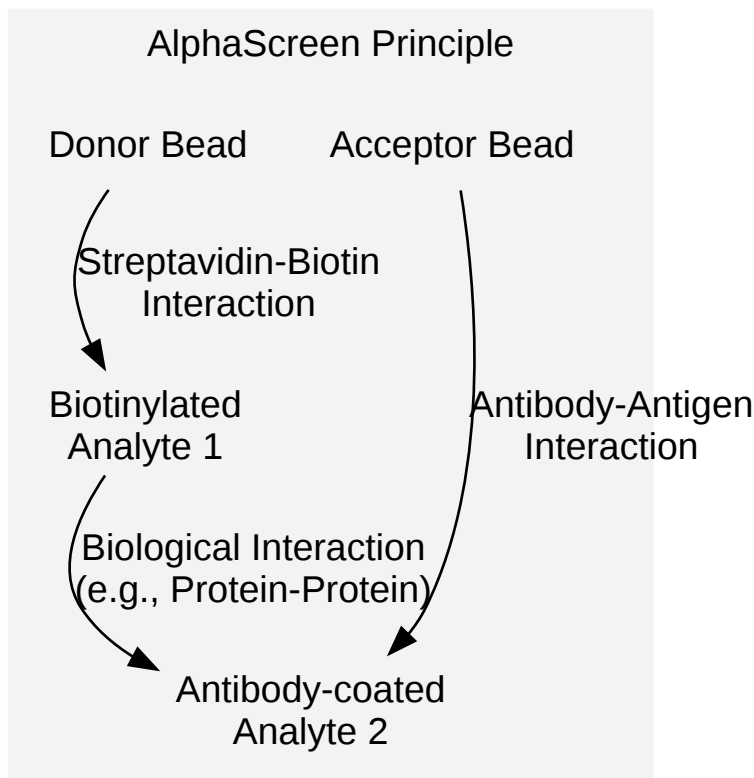 AlphaScreen Principle
Donor Bead
Acceptor Bead
Streptavidin-Biotin
Interaction
Biotinylated
Analyte 1
Antibody-Antigen
Interaction
Biological Interaction
(e.g., Protein-Protein)
Antibody-coated
Analyte 2